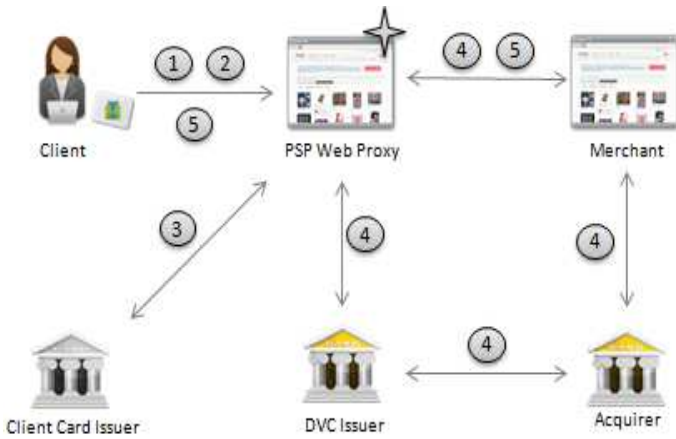 1 2
4 5
5
Client
PSP Web Proxy
Merchant
3
4
4
4
Client Card Issuer
DVC Issuer
Acquirer